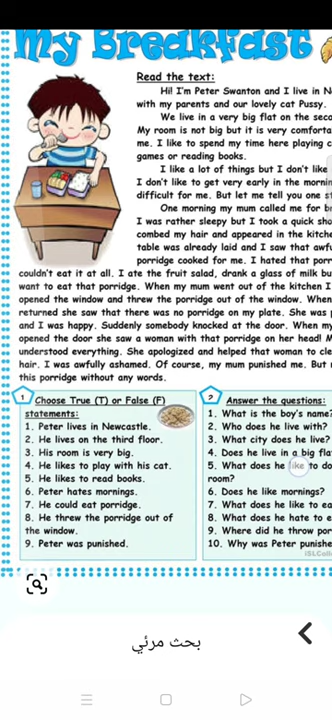 My Breakfast
Read the text:
Hi! I'm Peter Swanton and I live in N
with my parents and our lovely cat Pussy.
We live in a very big flat on the seco
My room is not big but it is very comforta
me. I like to spend my time here playing c
games or reading books.
I like a lot of things but I don't like
I don't like to get very early in the mornin
difficult for me. But let me tell you one st
One morning my mum called me for br
I was rather sleepy but I took a quick sho
combed my hair and appeared in the kitche
table was already laid and I saw that awfu
porridge cooked for me. I hated that porr
couldn't eat it at all. I ate the fruit salad, drank a glass of milk bu
want to eat that porridge. When my mum went out of the kitchen I
opened the window and threw the porridge out of the window. When
returned she saw that there was no porridge on my plate. She was p
and I was happy. Suddenly somebody knocked at the door. When my
opened the door she saw a woman with that porridge on her head! M
understood everything. She apologized and helped that woman to cle
hair. I was awfully ashamed. Of course, my mum punished me. But
this porridge without any words.
1 Choose True (T) or False (F)
statements:
1. Peter lives in Newcastle.
2. He lives on the third floor.
3. His room is very big.
4. He likes to play with his cat.
5. He likes to read books.
6. Peter hates mornings.
7. He could eat porridge.
8. He threw the porridge out of
the window.
9. Peter was punished.
2 Answer the questions:
1. What is the boy's name?
2. Who does he live with?
3. What city does he live?
4. Does he live in a big fla
5. What does he like to do
room?
6. Does he like mornings?
7. What does he like to ea
8. What does he hate to e
9. Where did he throw por
10. Why was Peter punishe
iSLColl
بحث مرئي